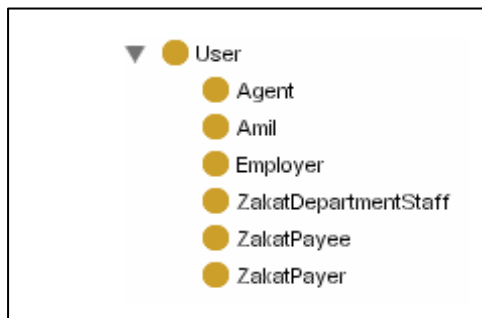 User
Agent
Amil
Employer
ZakatDepartmentStaff
ZakatPayee
ZakatPayer